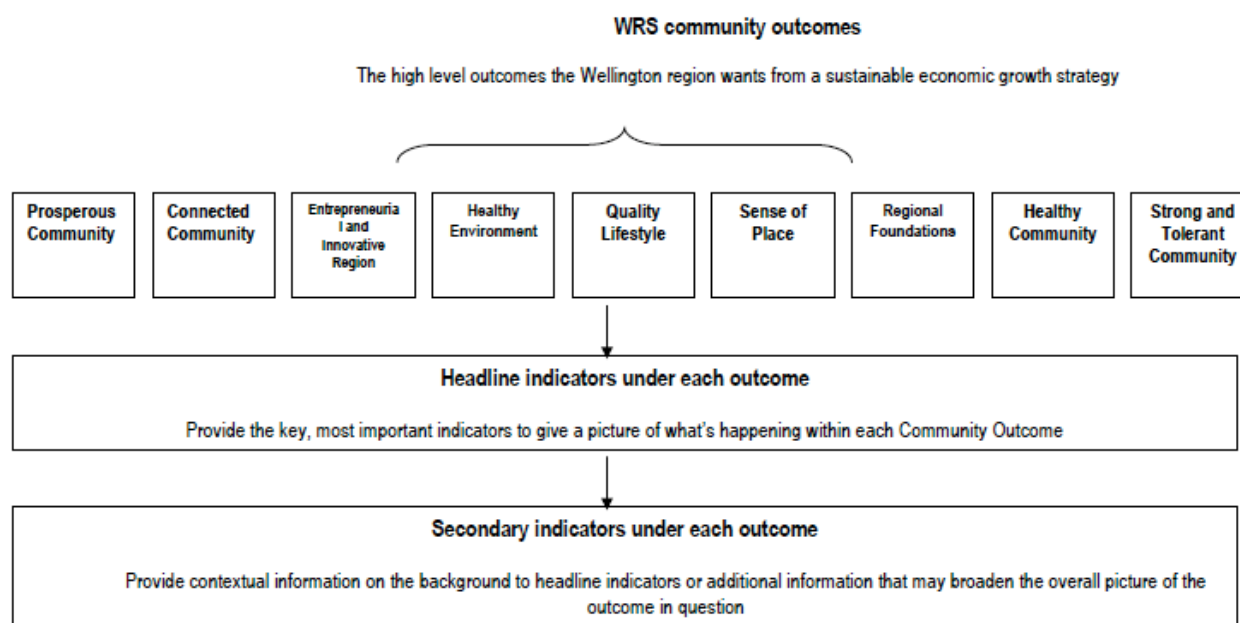 WRS community outcomes
The high level outcomes the Wellington region wants from a sustainable economic growth strategy
Prosperous
Community
Connected
Community
Entrepreneuria
l and
Innovative
Region
Healthy
Environment
Quality
Lifestyle
Sense of
Place
Regional
Foundations
Healthy
Community
Strong and
Tolerant
Community
Headline indicators under each outcome
Provide the key, most important indicators to give a picture of what's happening within each Community Outcome
Secondary indicators under each outcome
Provide contextual information on the background to headline indicators or additional information that may broaden the overall picture of the
outcome in question